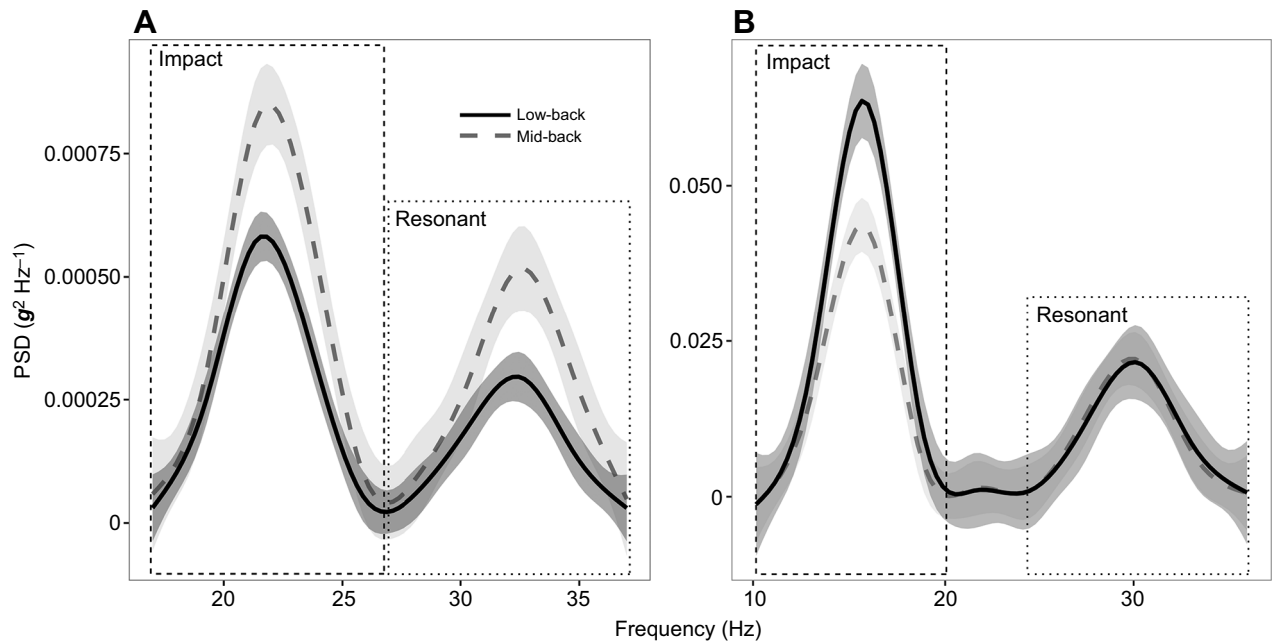 A
B
Impact
Resonant
Low-back
Mid-back
0.00075
0.00050
0.00025
0
20
25
30
35
Impact
Resonant
0.050
0.025
0
10
20
30
PSD (g² Hz⁻¹)
Frequency (Hz)